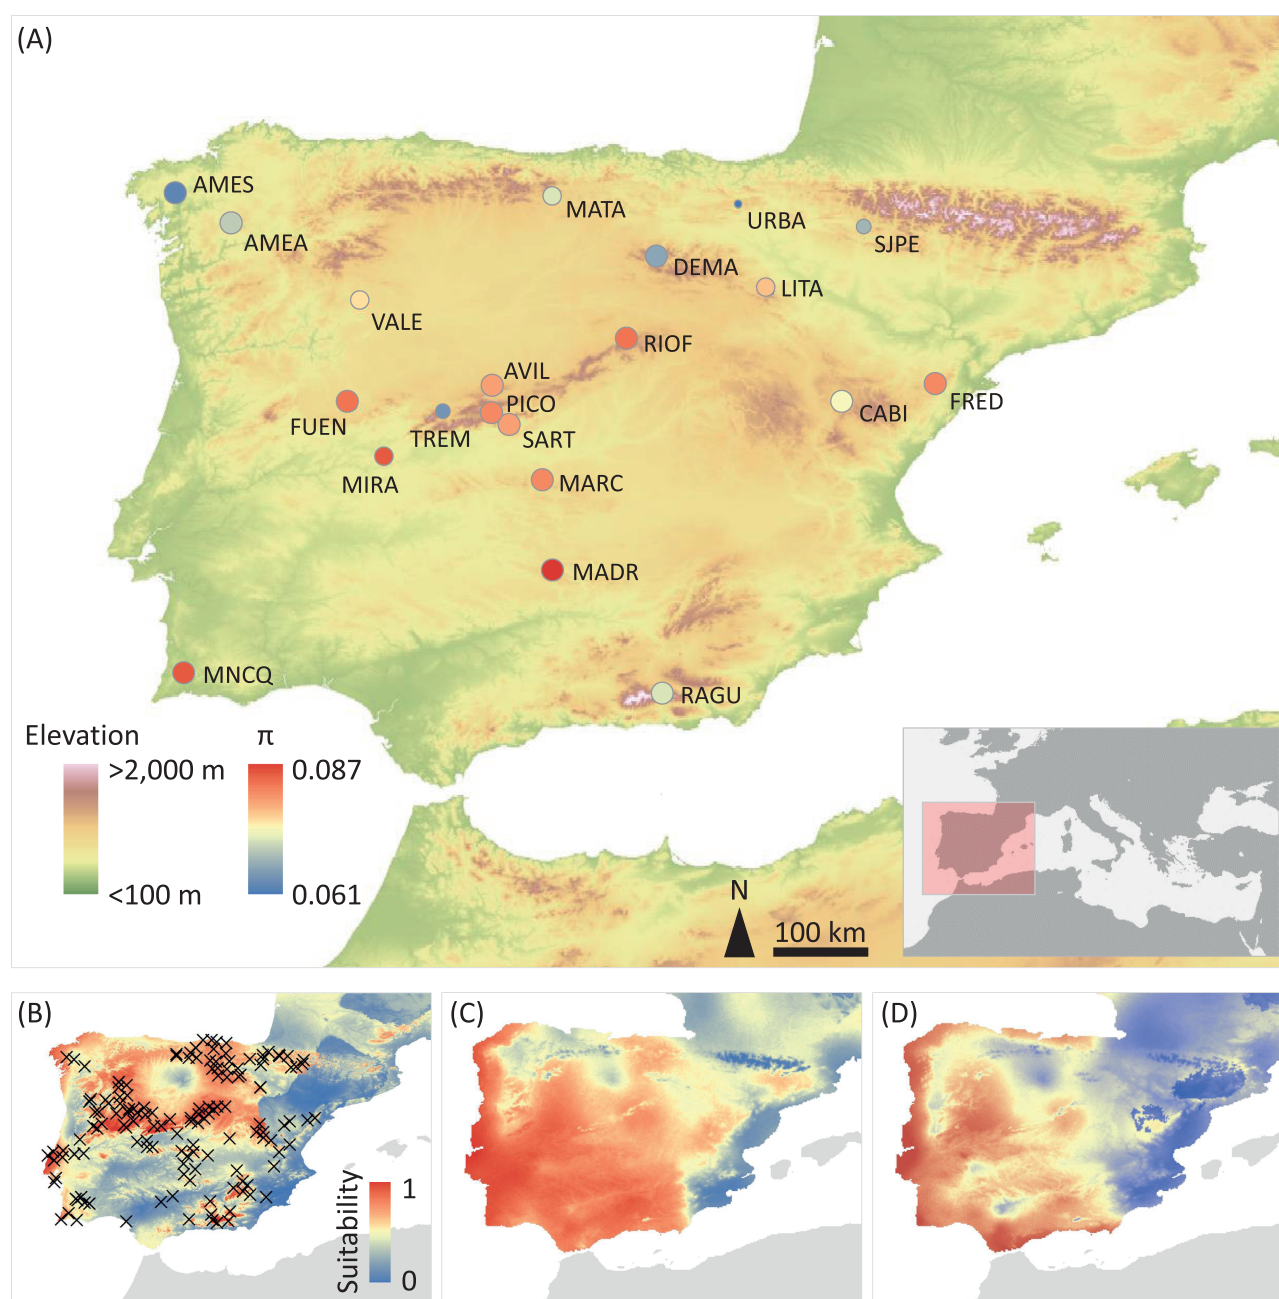 (A)
AMES
AMEA
MATA
URBA
SJPE
DEMA
LITA
VALE
RIOF
AVIL
PICO
FUEN
TREM
SART
CABI
FRED
MIRA
MARC
MADR
MNCQ
RAGU
Elevation
>2,000 m
<100 m
π
0.087
0.061
N
100 km
(B)
Suitability
1
0
(C)
(D)